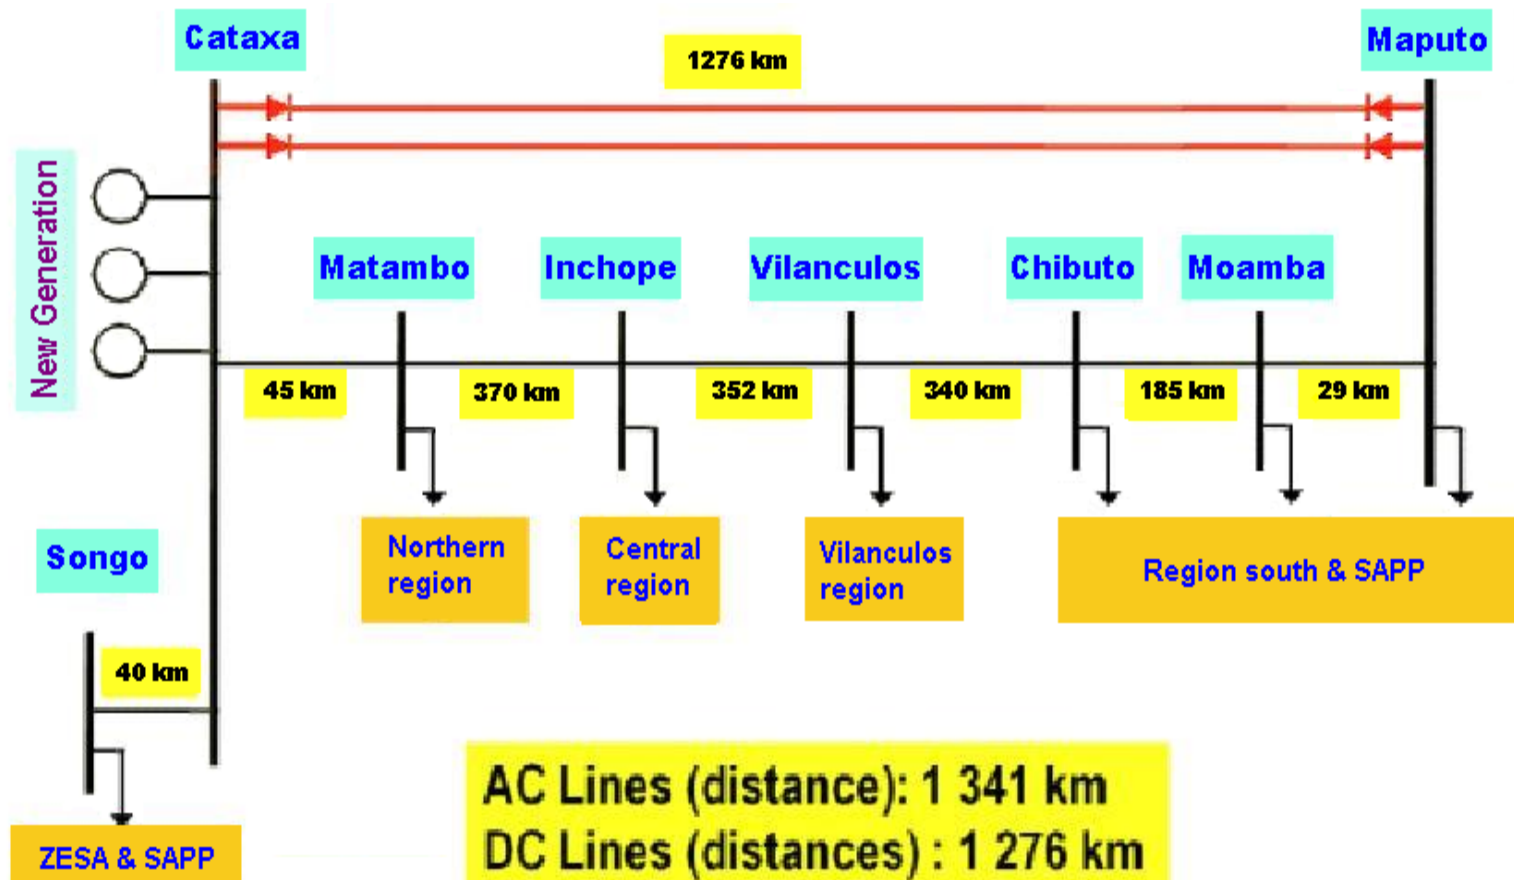 Cataxa
Maputo
1276 km
New Generation
Matambo
Inchope
Vilanculos
Chibuto
Moamba
45 km
370 km
352 km
340 km
185 km
29 km
Northern
region
Central
region
Vilanculos
region
Region south & SAPP
Songo
40 km
ZESA & SAPP
AC Lines (distance): 1 341 km
DC Lines (distances) : 1 276 km